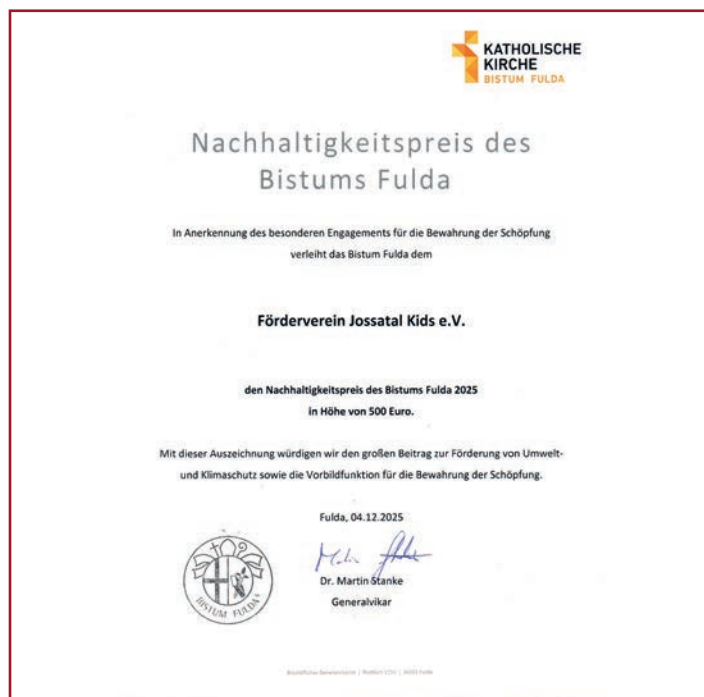 KATHOLISCHE
KIRCHE
BISTUM FULDA
Nachhaltigkeitspreis des
Bistums Fulda
In Anerkennung des besonderen Engagements für die Bewahrung der Schöpfung
verleiht das Bistum Fulda dem
Förderverein Jossatal Kids e.V.
den Nachhaltigkeitspreis des Bistums Fulda 2025
in Höhe von 500 Euro.
Mit dieser Auszeichnung würdigen wir den großen Beitrag zur Förderung von Umwelt-
und Klimaschutz sowie die Vorbildfunktion für die Bewahrung der Schöpfung.
Fulda, 04.12.2025
BISTUM FULDA
Dr. Martin Stanke
Generalvikar